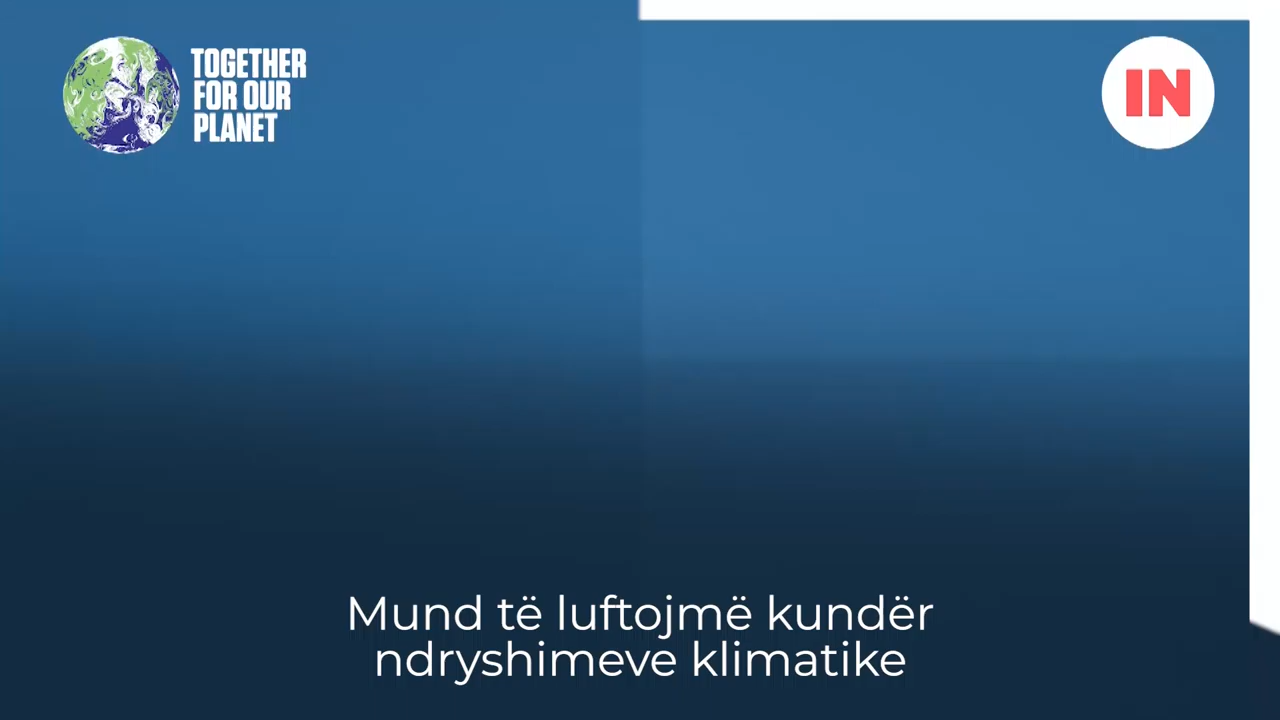 TOGETHER
FOR OUR
PLANET
IN
Mund të luftojmë kundër
ndryshimeve klimatike